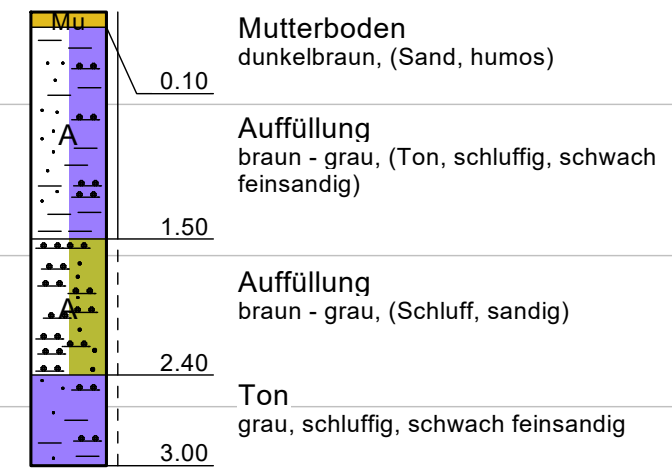 Mu
Mutterboden
dunkelbraun, (Sand, humos)
0.10
A
Auffüllung
braun - grau, (Ton, schluffig, schwach
feinsandig)
1.50
A
Auffüllung
braun - grau, (Schluff, sandig)
2.40
Ton
grau, schluffig, schwach feinsandig
3.00